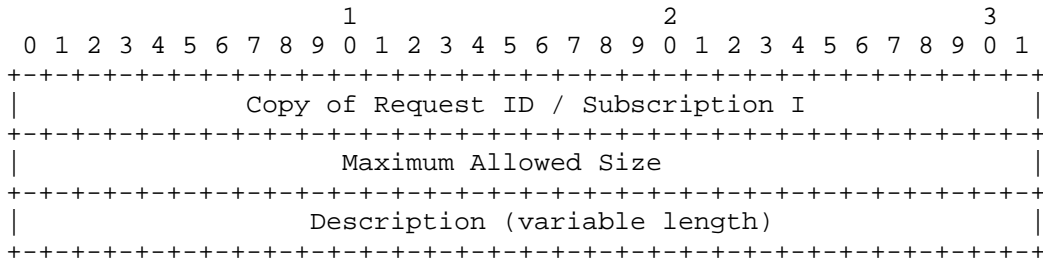 1                   2                   3
 0 1 2 3 4 5 6 7 8 9 0 1 2 3 4 5 6 7 8 9 0 1 2 3 4 5 6 7 8 9 0 1
+-+-+-+-+-+-+-+-+-+-+-+-+-+-+-+-+-+-+-+-+-+-+-+-+-+-+-+-+-+-+-+-+
|              Copy of Request ID / Subscription I              |
+-+-+-+-+-+-+-+-+-+-+-+-+-+-+-+-+-+-+-+-+-+-+-+-+-+-+-+-+-+-+-+-+
|                    Maximum Allowed Size                       |
+-+-+-+-+-+-+-+-+-+-+-+-+-+-+-+-+-+-+-+-+-+-+-+-+-+-+-+-+-+-+-+-+
|                  Description (variable length)                |
+-+-+-+-+-+-+-+-+-+-+-+-+-+-+-+-+-+-+-+-+-+-+-+-+-+-+-+-+-+-+-+-+